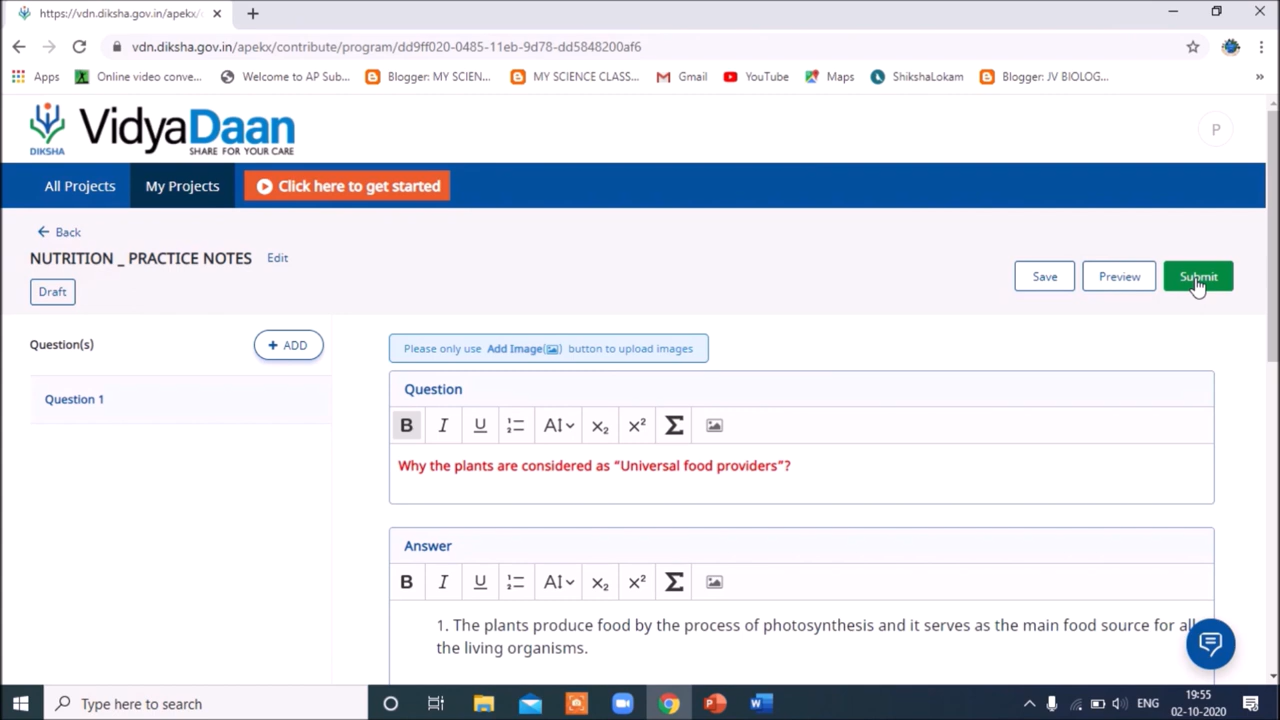 https://vdn.diksha.gov.in/apekx/
vdn.diksha.gov.in/apekx/contribute/program/dd9ff020-0485-11eb-9d78-dd5848200af6
Apps Online video conve... Welcome to AP Sub... Blogger: MY SCIEN... MY SCIENCE CLASS... Gmail YouTube Maps ShikshaLokam Blogger: JV BIOLOG... »
DIKSHA
VidyaDaan
SHARE FOR YOUR CARE
P
All Projects My Projects Click here to get started
Back
NUTRITION _ PRACTICE NOTES Edit
Draft
Save Preview Submit
Question(s) + ADD
Question 1
Please only use Add Image( ) button to upload images
Question
B I U AI x₂ x² Σ
Why the plants are considered as “Universal food providers”?
Answer
B I U AI x₂ x² Σ
1. The plants produce food by the process of photosynthesis and it serves as the main food source for all
the living organisms.
Type here to search
ENG
19:55
02-10-2020